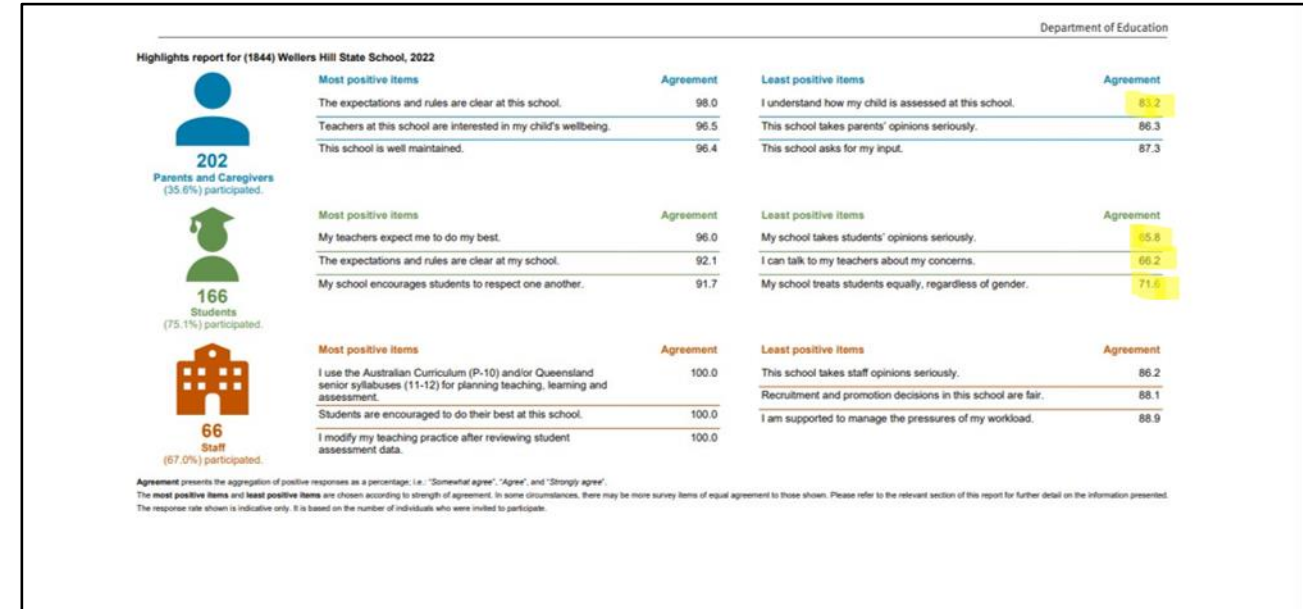 Department of Education
Highlights report for (1844) Wellers Hill State School, 2022
202
Parents and Caregivers
(35.6%) participated.
Most positive items Agreement
The expectations and rules are clear at this school. 98.0
Teachers at this school are interested in my child's wellbeing. 96.5
This school is well maintained. 96.4
Least positive items Agreement
I understand how my child is assessed at this school. 83.2
This school takes parents' opinions seriously. 86.3
This school asks for my input. 87.3
166
Students
(75.1%) participated.
Most positive items Agreement
My teachers expect me to do my best. 96.0
The expectations and rules are clear at my school. 92.1
My school encourages students to respect one another. 91.7
Least positive items Agreement
My school takes students' opinions seriously. 65.8
I can talk to my teachers about my concerns. 66.2
My school treats students equally, regardless of gender. 71.6
66
Staff
(67.0%) participated.
Most positive items Agreement
I use the Australian Curriculum (P-10) and/or Queensland 100.0
senior syllabuses (11-12) for planning teaching, learning and
assessment.
Students are encouraged to do their best at this school. 100.0
I modify my teaching practice after reviewing student 100.0
assessment data.
Least positive items Agreement
This school takes staff opinions seriously. 86.2
Recruitment and promotion decisions in this school are fair. 88.1
I am supported to manage the pressures of my workload. 88.9
Agreement presents the aggregation of positive responses as a percentage; i.e.: "Somewhat agree", "Agree", and "Strongly agree".
The most positive items and least positive items are chosen according to strength of agreement. In some circumstances, there may be more survey items of equal agreement to those shown. Please refer to the relevant section of this report for further detail on the information presented.
The response rate shown is indicative only. It is based on the number of individuals who were invited to participate.